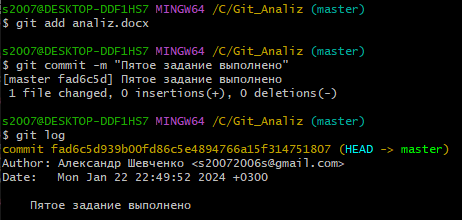 s2007@DESKTOP-DDF1HS7 MINGW64 /C/Git_Analiz (master)
$ git add analiz.docx
s2007@DESKTOP-DDF1HS7 MINGW64 /C/Git_Analiz (master)
$ git commit -m "Пятое задание выполнено"
[master fad6c5d] Пятое задание выполнено
1 file changed, 0 insertions(+), 0 deletions(-)
s2007@DESKTOP-DDF1HS7 MINGW64 /C/Git_Analiz (master)
$ git log
commit fad6c5d939b00fd86c5e4894766a15f314751807 (HEAD -> master)
Author: Александр Шевченко <s20072006s@gmail.com>
Date:   Mon Jan 22 22:49:52 2024 +0300
Пятое задание выполнено